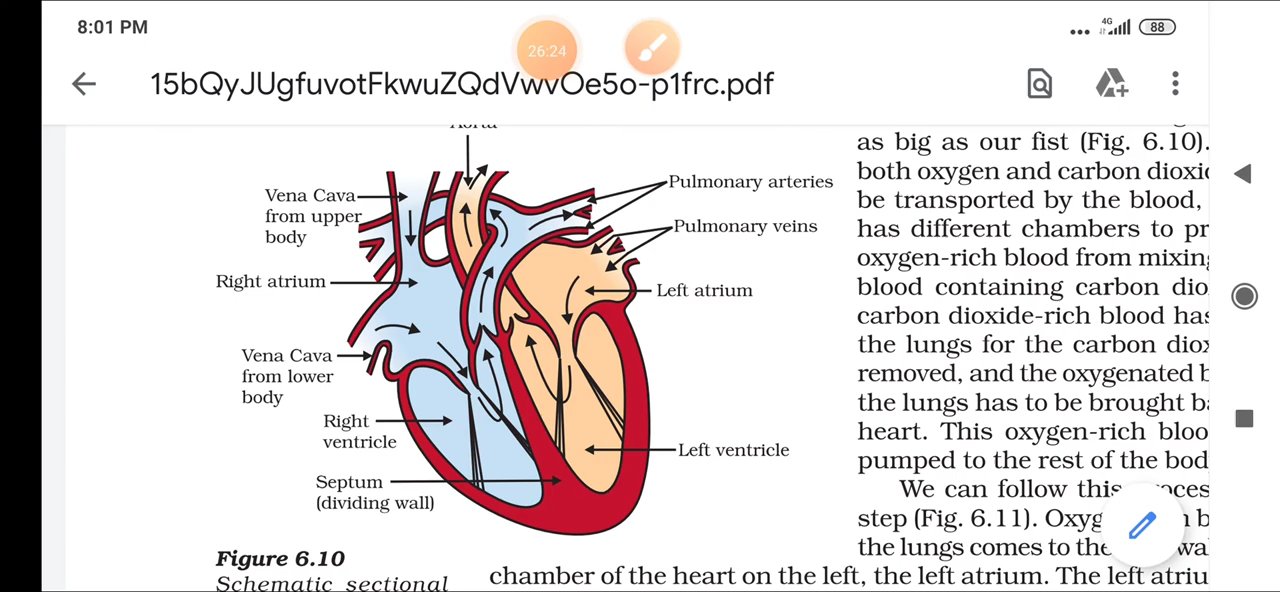 8:01 PM
4G
88
26:24
15bQyJUgfuvotFkwuZQdVwvOe5o-p1frc.pdf
Aorta
Pulmonary arteries
Vena Cava
from upper
body
Pulmonary veins
Right atrium
Left atrium
Vena Cava
from lower
body
Right
ventricle
Left ventricle
Septum
(dividing wall)
Figure 6.10
Schematic sectional
as big as our fist (Fig. 6.10).
both oxygen and carbon dioxi
be transported by the blood,
has different chambers to pr
oxygen-rich blood from mixing
blood containing carbon dio
carbon dioxide-rich blood has
the lungs for the carbon diox
removed, and the oxygenated b
the lungs has to be brought ba
heart. This oxygen-rich bloo
pumped to the rest of the bod
We can follow this
step (Fig. 6.11).
the lungs comes to the
chamber of the heart on the left, the left atrium. The left atriu